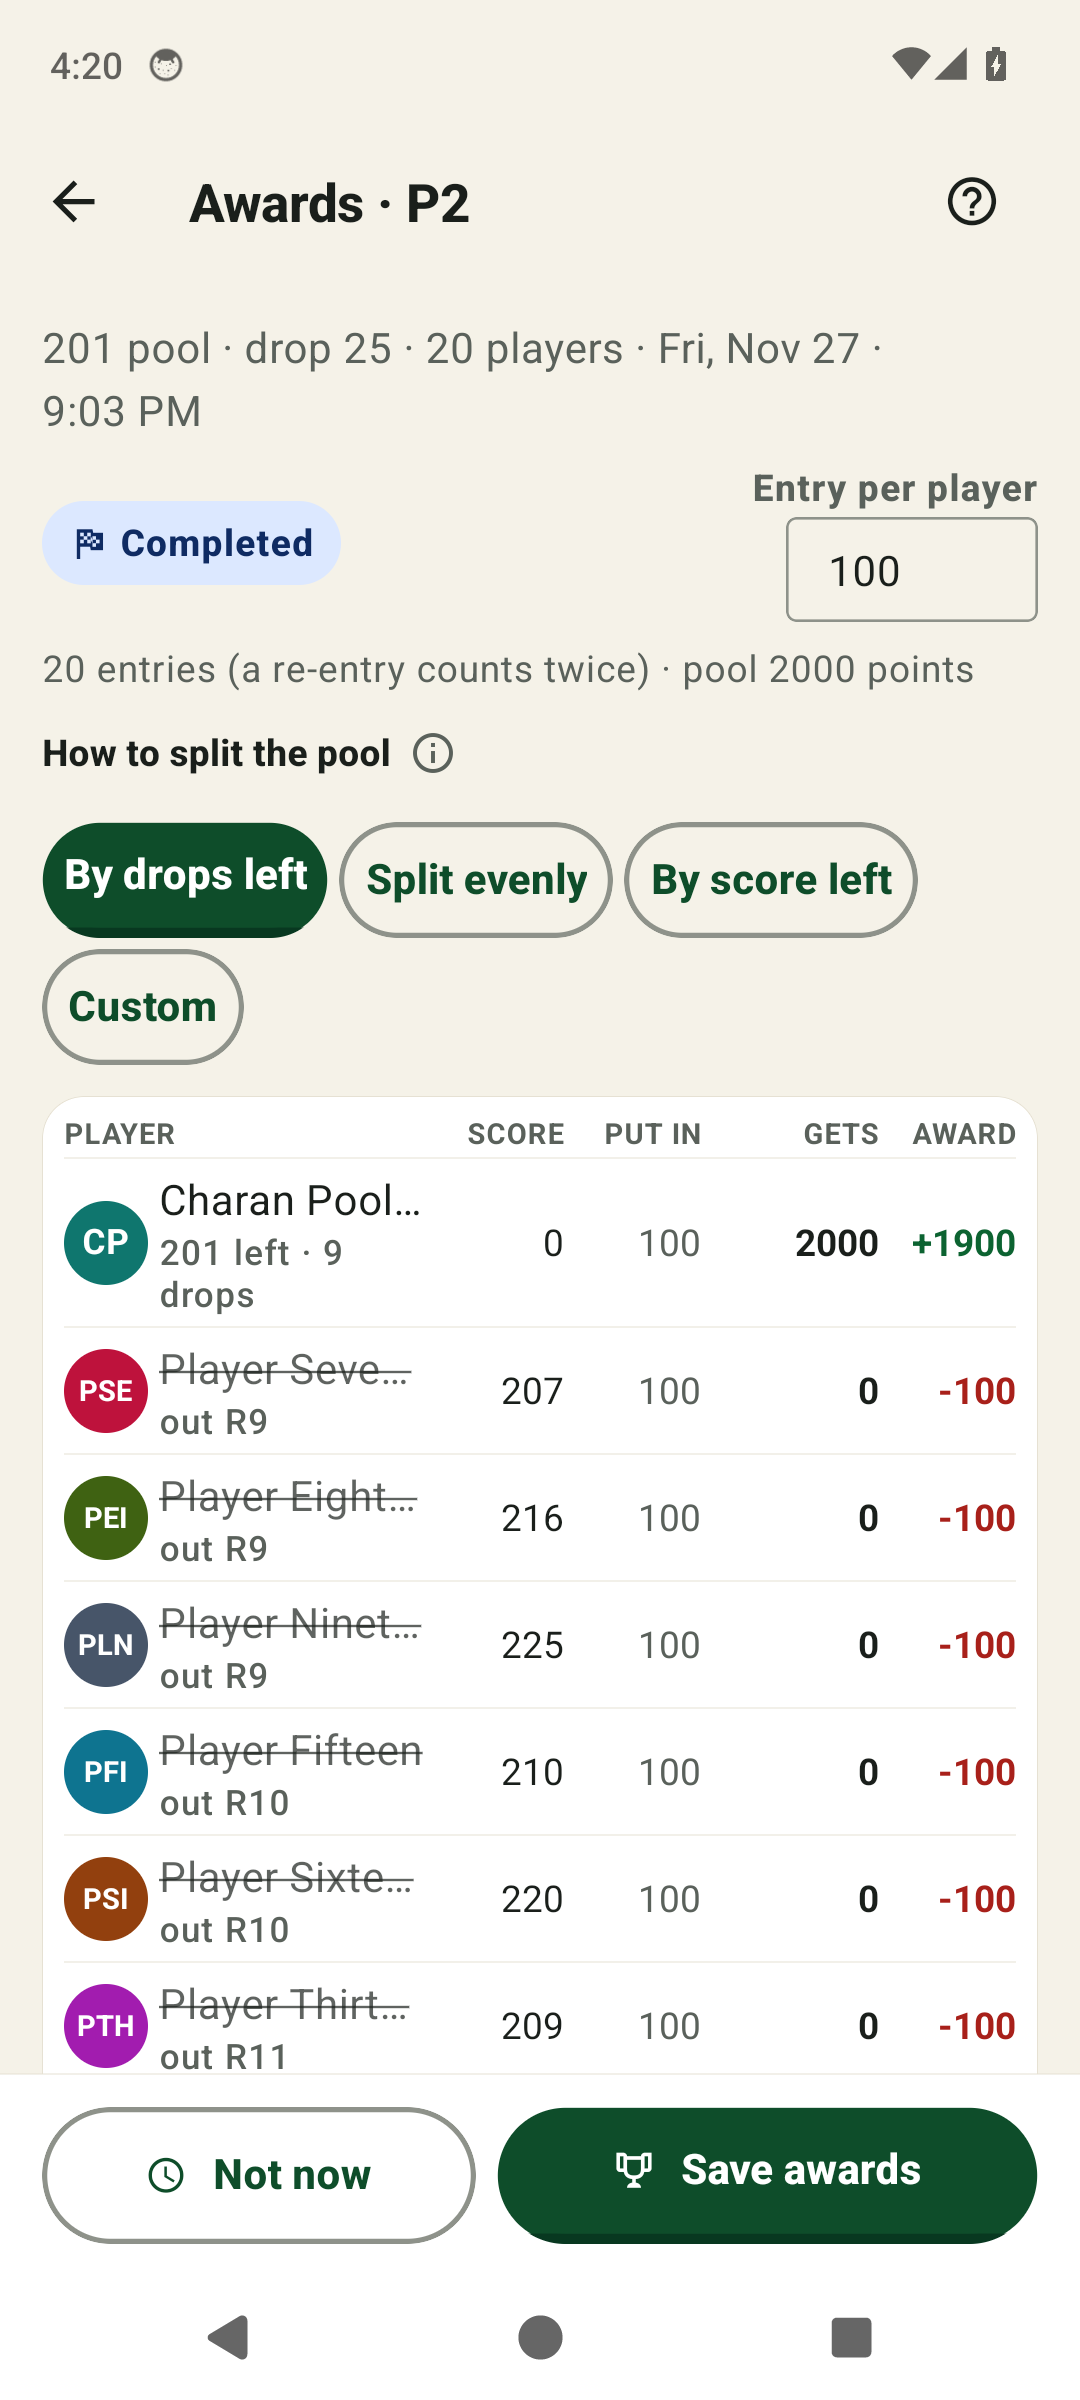 4:20
Awards · P2
201 pool · drop 25 · 20 players · Fri, Nov 27 ·
9:03 PM
Entry per player
Completed
100
20 entries (a re-entry counts twice) · pool 2000 points
How to split the pool
By drops left Split evenly By score left
Custom
PLAYER SCORE PUT IN GETS AWARD
CP Charan Pool... 0 100 2000 +1900
201 left · 9
drops
PSE Player Seve... 207 100 0 -100
out R9
PEI Player Eight... 216 100 0 -100
out R9
PLN Player Ninet... 225 100 0 -100
out R9
PFI Player Fifteen 210 100 0 -100
out R10
PSI Player Sixte... 220 100 0 -100
out R10
PTH Player Thirt... 209 100 0 -100
out R11
Not now Save awards